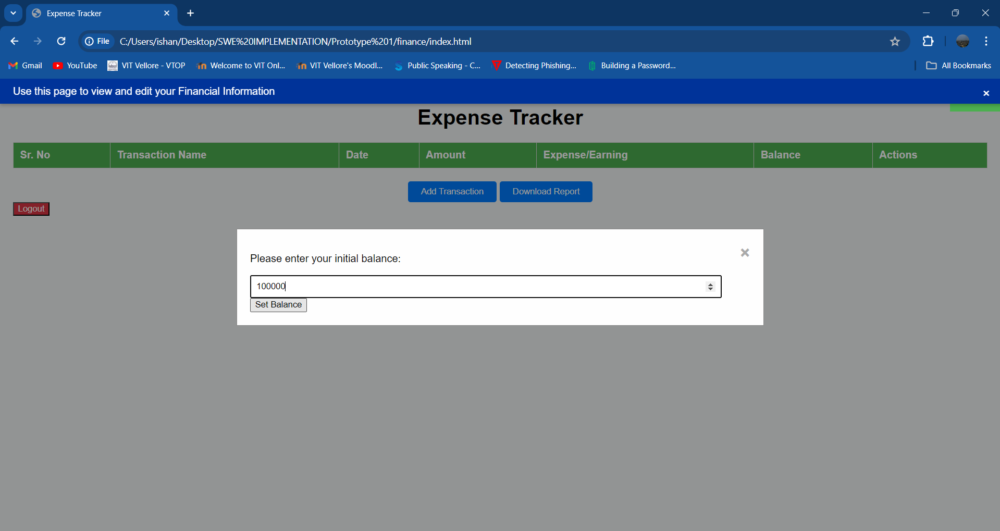 Expense Tracker
File C:/Users/ishan/Desktop/SWE%20IMPLEMENTATION/Prototype%201/finance/index.html
Gmail YouTube VIT Vellore - VTOP Welcome to VIT Onl... VIT Vellore's Moodl... Public Speaking - C... Detecting Phishing... Building a Password... All Bookmarks
Use this page to view and edit your Financial Information ×
Expense Tracker
Sr. No Transaction Name Date Amount Expense/Earning Balance Actions
Add Transaction Download Report
Logout
×
Please enter your initial balance:
100000
Set Balance